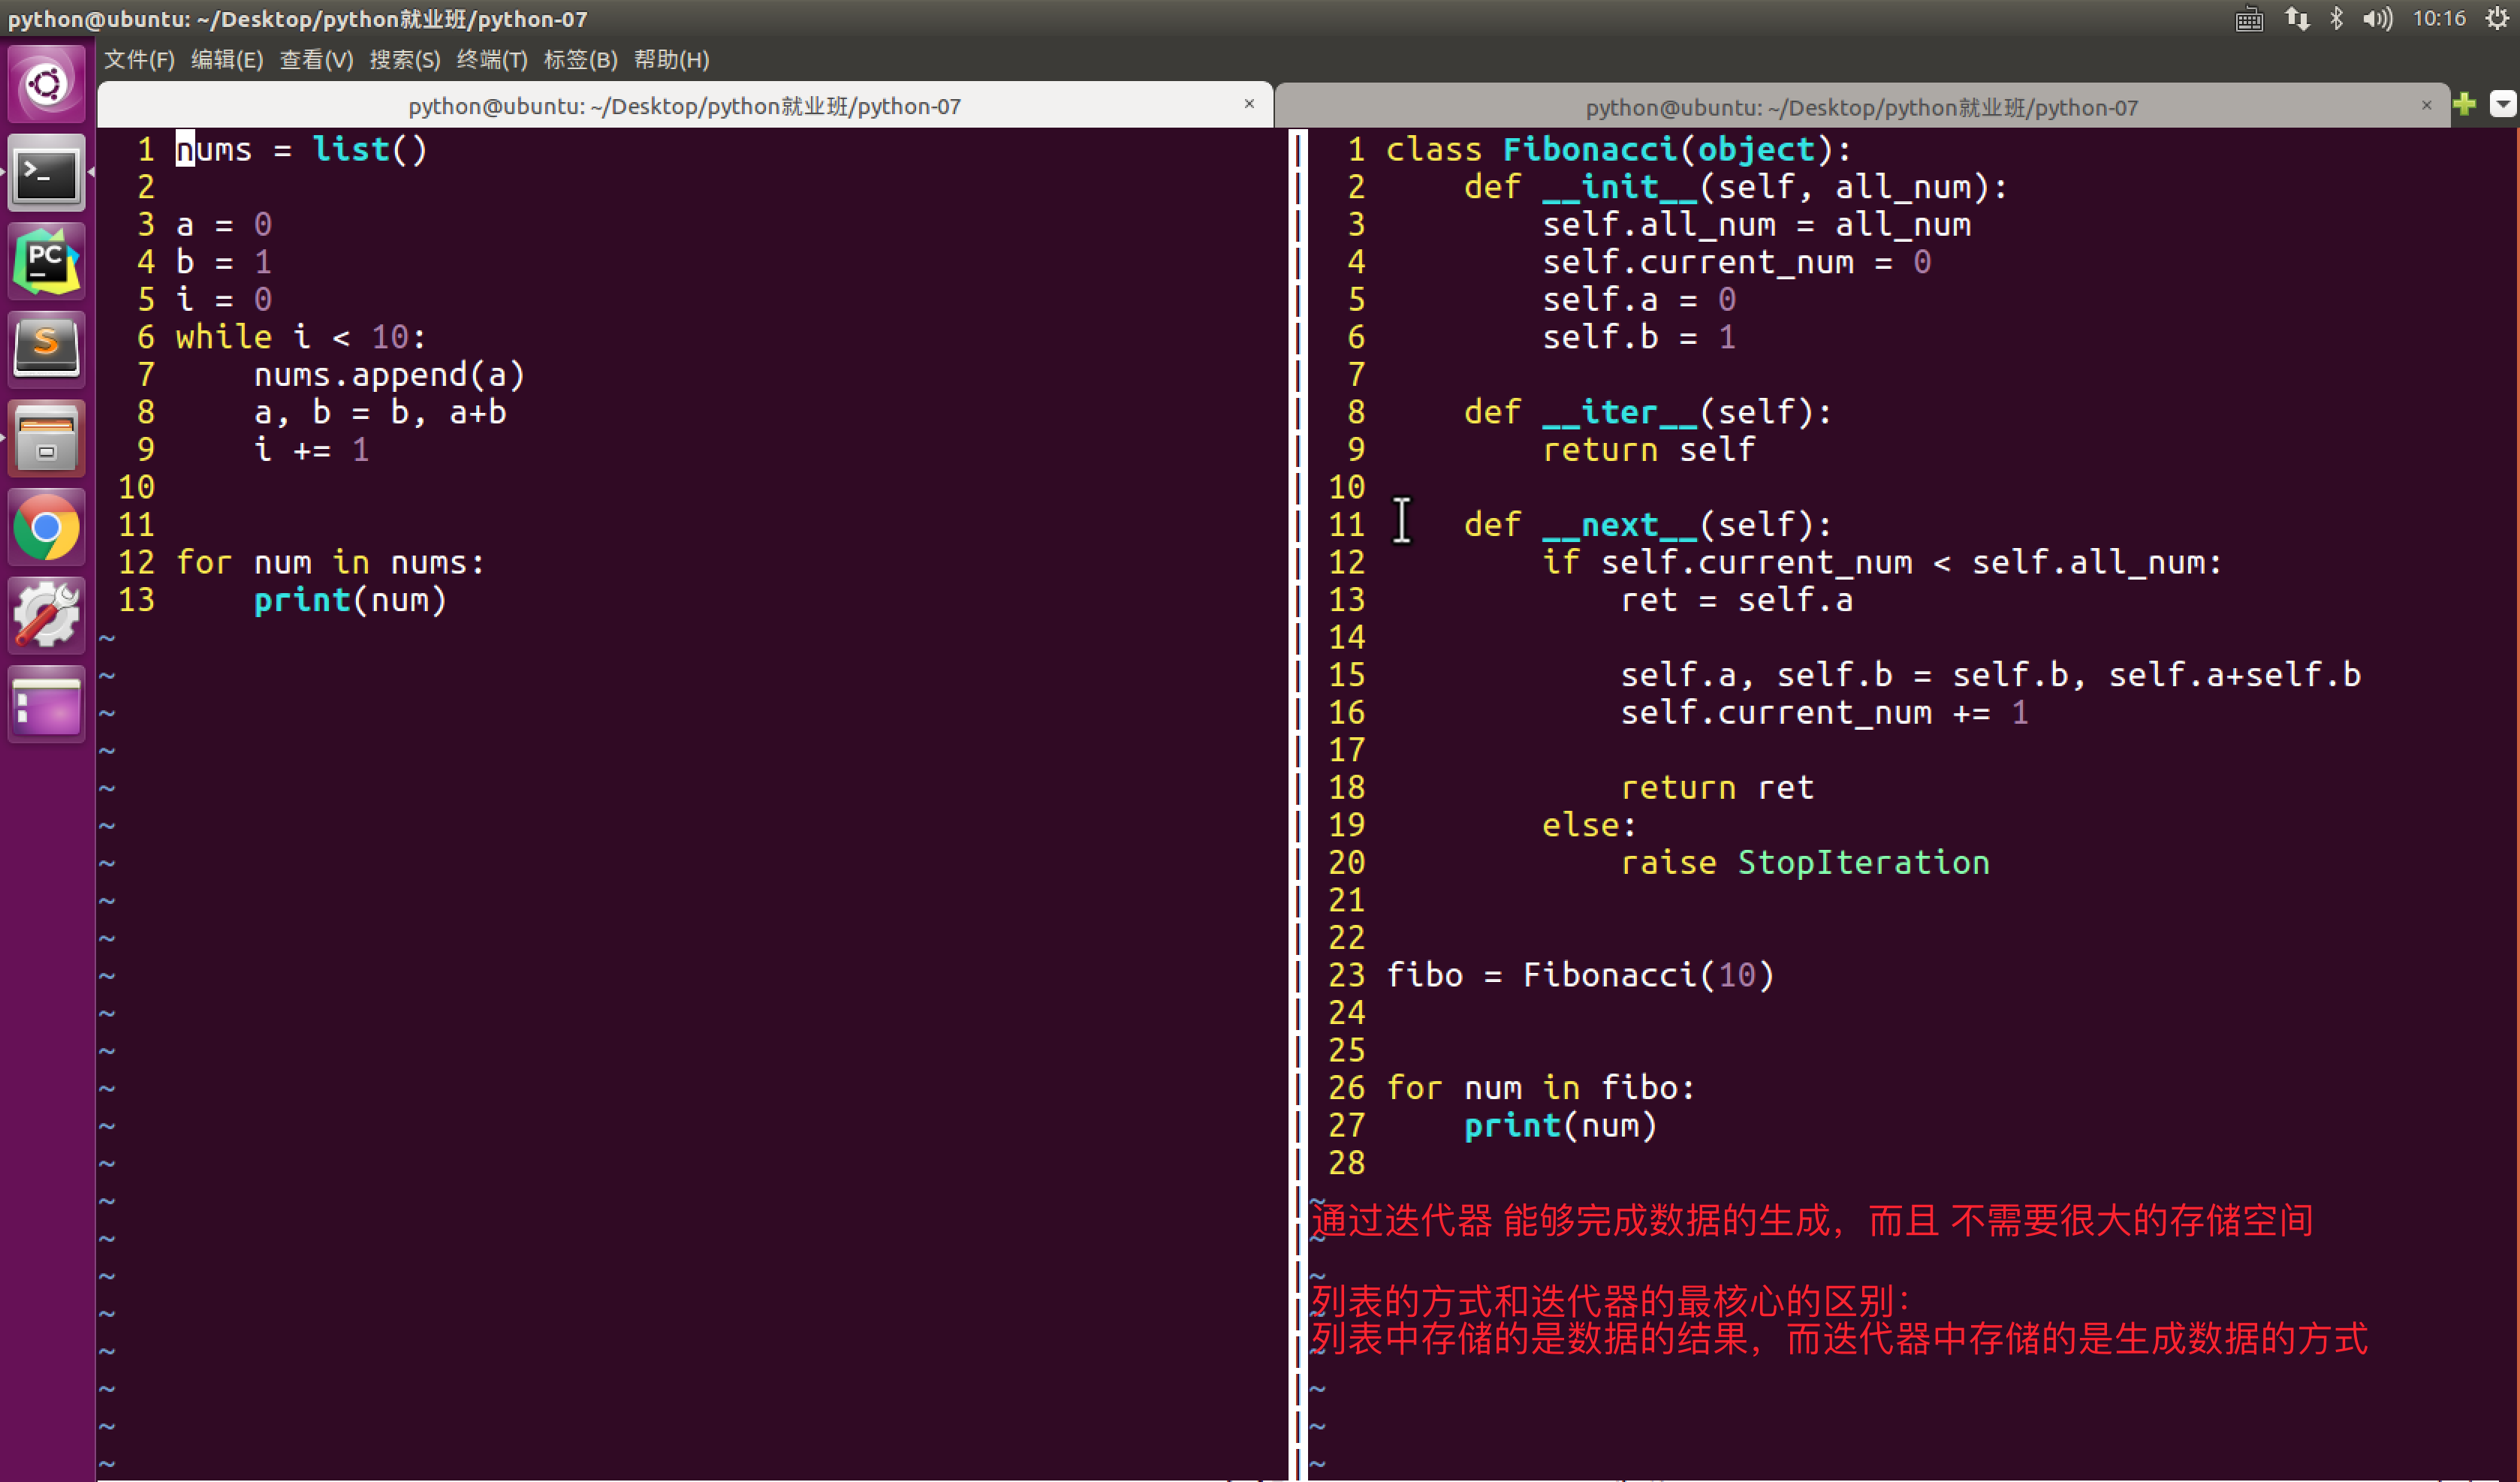 python@ubuntu: ~/Desktop/python就业班/python-07
10:16
文件(F) 编辑(E) 查看(V) 搜索(S) 终端(T) 标签(B) 帮助(H)
python@ubuntu: ~/Desktop/python就业班/python-07 ×
python@ubuntu: ~/Desktop/python就业班/python-07 ×
1 nums = list()
2
3 a = 0
4 b = 1
5 i = 0
6 while i < 10:
7     nums.append(a)
8     a, b = b, a+b
9     i += 1
10
11
12 for num in nums:
13     print(num)
1 class Fibonacci(object):
2     def __init__(self, all_num):
3         self.all_num = all_num
4         self.current_num = 0
5         self.a = 0
6         self.b = 1
7
8     def __iter__(self):
9         return self
10
11     def __next__(self):
12         if self.current_num < self.all_num:
13             ret = self.a
14
15             self.a, self.b = self.b, self.a+self.b
16             self.current_num += 1
17
18             return ret
19         else:
20             raise StopIteration
21
22
23 fibo = Fibonacci(10)
24
25
26 for num in fibo:
27     print(num)
28
通过迭代器 能够完成数据的生成，而且 不需要很大的存储空间
列表的方式和迭代器的最核心的区别：
列表中存储的是数据的结果，而迭代器中存储的是生成数据的方式